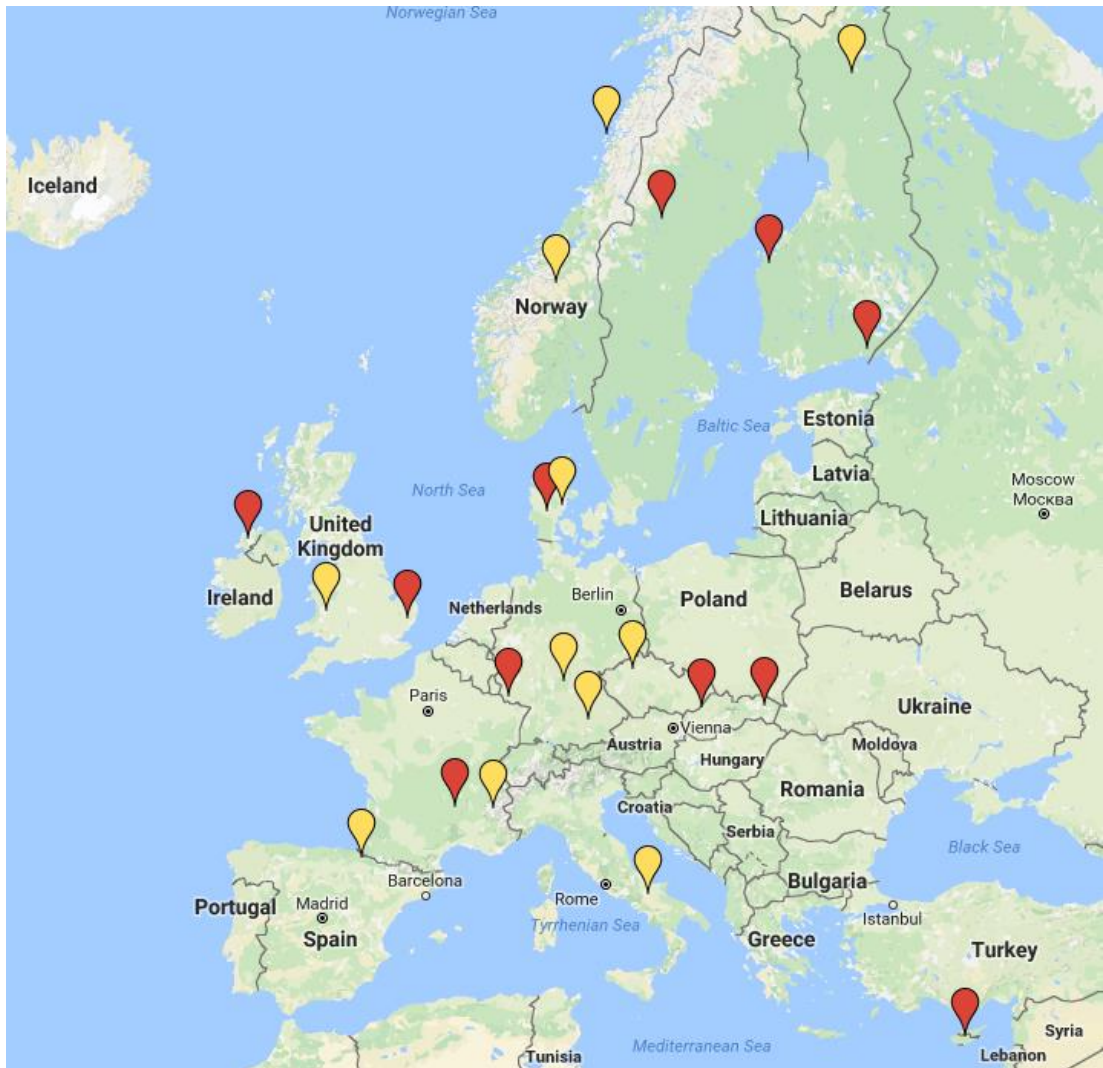 Norwegian Sea
Iceland
Norway
Baltic Sea
Estonia
Latvia
Moscow
Москва
North Sea
Lithuania
United
Kingdom
Ireland
Netherlands
Berlin
Poland
Belarus
Paris
Ukraine
Vienna
Austria
Hungary
Moldova
Romania
Croatia
Serbia
Black Sea
Bulgaria
Barcelona
Rome
Portugal
Madrid
Spain
Istanbul
Tyrrhenian Sea
Greece
Turkey
Mediterranean Sea
Tunisia
Syria
Lebanon